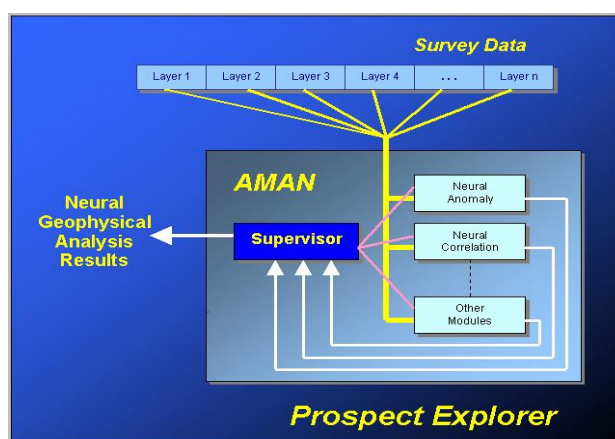 Survey Data
Layer 1 Layer 2 Layer 3 Layer 4 ... Layer n
AMAN
Neural
Anomaly
Neural
Geophysical
Analysis
Results
Supervisor
Neural
Correlation
Other
Modules
Prospect Explorer